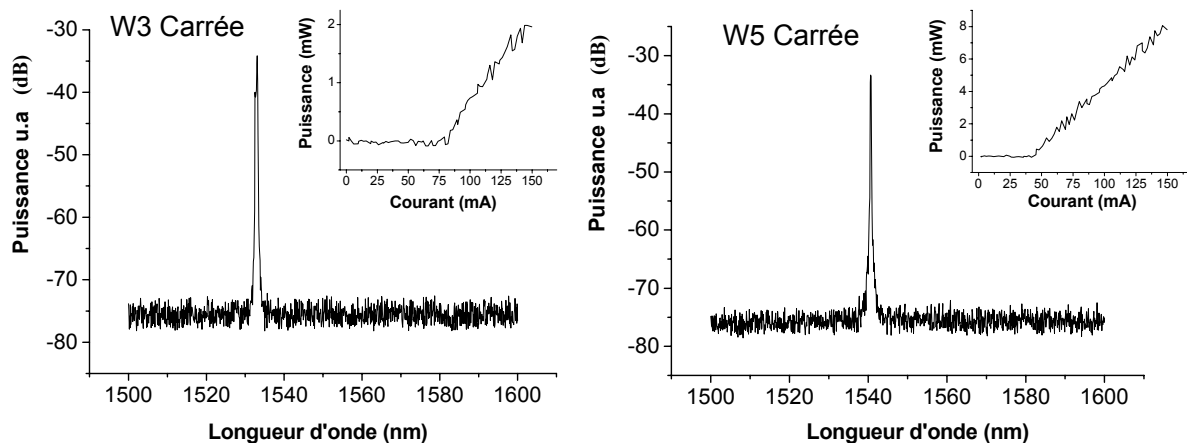 W3 Carrée
Puissance u.a (dB)
-30
-40
-50
-60
-70
-80
1500 1520 1540 1560 1580 1600
Longueur d'onde (nm)
Puissance (mW)
2
1
0
0 25 50 75 100 125 150
Courant (mA)
W5 Carrée
Puissance u.a (dB)
-30
-40
-50
-60
-70
-80
1500 1520 1540 1560 1580 1600
Longueur d'onde (nm)
Puissance (mW)
8
6
4
2
0
0 25 50 75 100 125 150
Courant (mA)